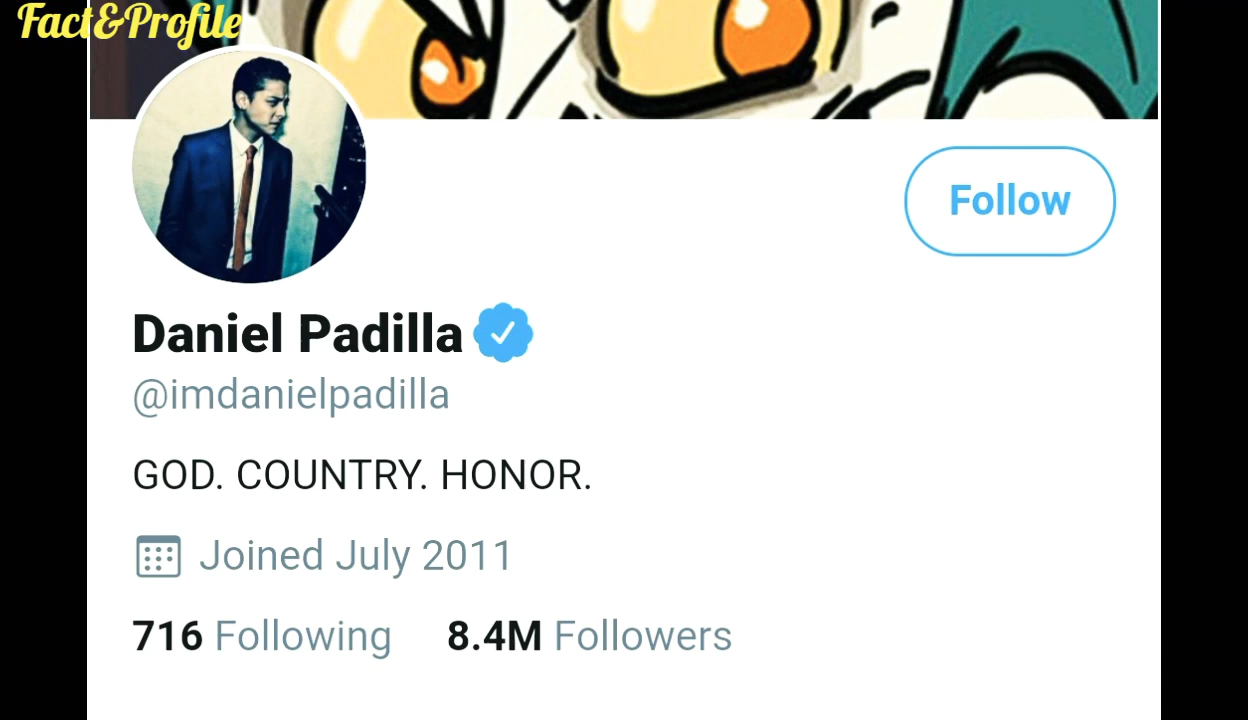 Fact&Profile
Follow
Daniel Padilla
@imdanielpadilla
GOD. COUNTRY. HONOR.
Joined July 2011
716 Following 8.4M Followers